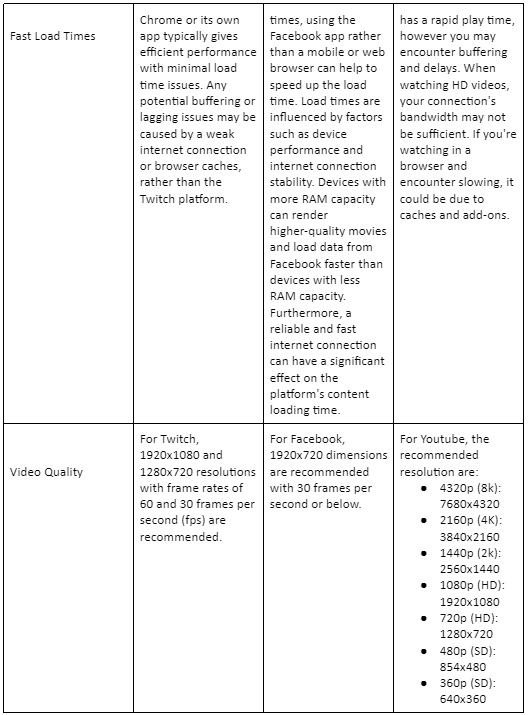 Fast Load Times
Chrome or its own
app typically gives
efficient performance
with minimal load
time issues. Any
potential buffering or
lagging issues may be
caused by a weak
internet connection
or browser caches,
rather than the
Twitch platform.
times, using the
Facebook app rather
than a mobile or web
browser can help to
speed up the load
time. Load times are
influenced by factors
such as device
performance and
internet connection
stability. Devices with
more RAM capacity
can render
higher-quality movies
and load data from
Facebook faster than
devices with less
RAM capacity.
Furthermore, a
reliable and fast
internet connection
can have a significant
effect on the
platform's content
loading time.
has a rapid play time,
however you may
encounter buffering
and delays. When
watching HD videos,
your connection's
bandwidth may not
be sufficient. If you're
watching in a
browser and
encounter slowing, it
could be due to
caches and add-ons.
Video Quality
For Twitch,
1920x1080 and
1280x720 resolutions
with frame rates of
60 and 30 frames per
second (fps) are
recommended.
For Facebook,
1920x720 dimensions
are recommended
with 30 frames per
second or below.
For Youtube, the
recommended
resolution are:
● 4320p (8k):
7680x4320
● 2160p (4K):
3840x2160
● 1440p (2k):
2560x1440
● 1080p (HD):
1920x1080
● 720p (HD):
1280x720
● 480p (SD):
854x480
● 360p (SD):
640x360